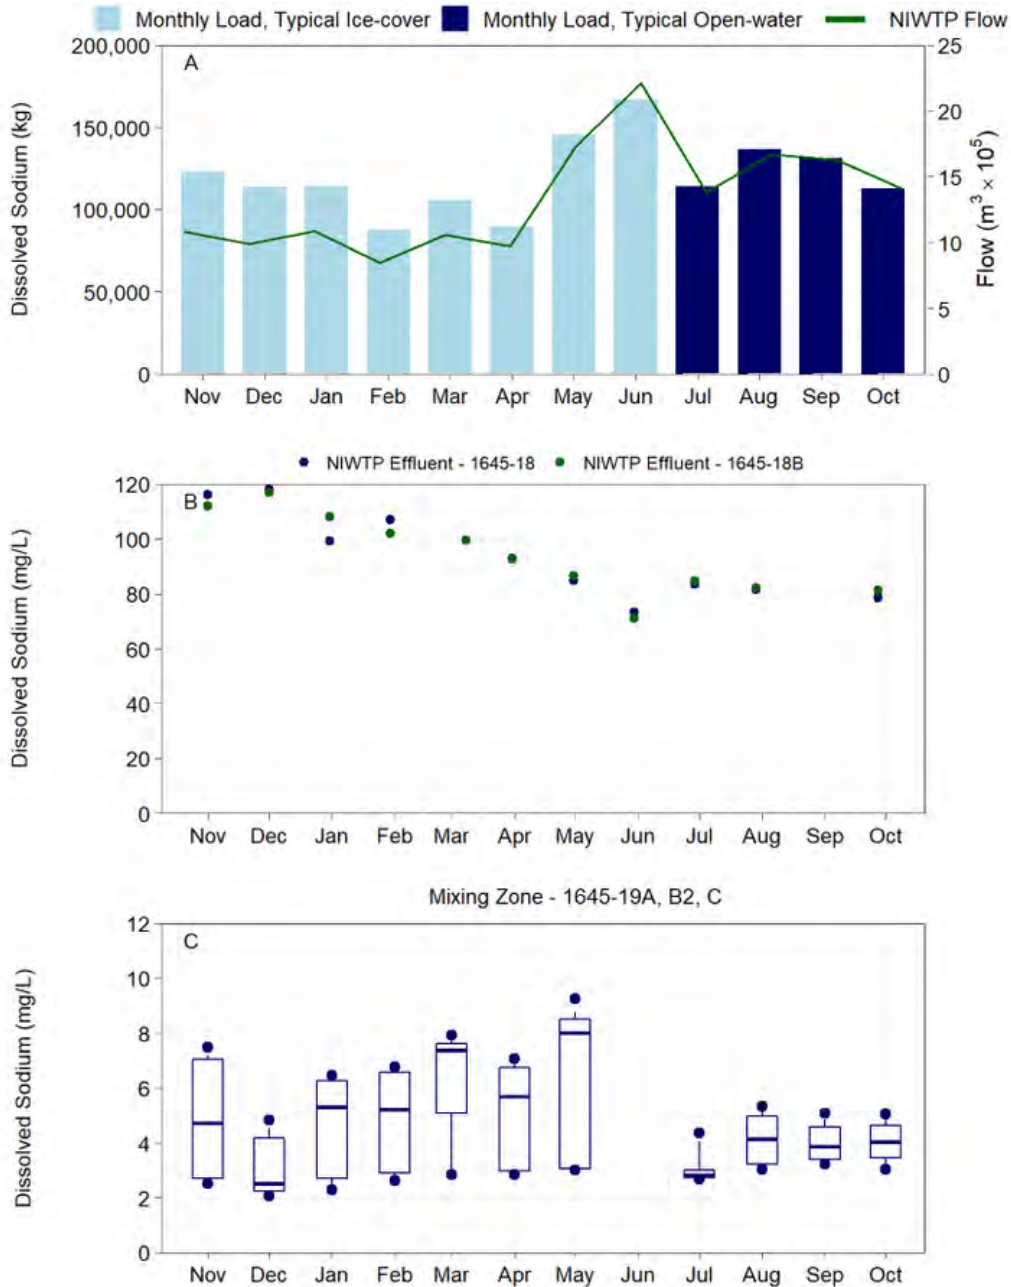 Monthly Load, Typical Ice-cover Monthly Load, Typical Open-water NIWTP Flow
A
Dissolved Sodium (kg)
200,000
150,000
100,000
50,000
0
25
20
15
10
5
0
Flow (m³ × 10⁵)
Nov Dec Jan Feb Mar Apr May Jun Jul Aug Sep Oct
NIWTP Effluent - 1645-18 NIWTP Effluent - 1645-18B
B
Dissolved Sodium (mg/L)
120
100
80
60
40
20
0
Nov Dec Jan Feb Mar Apr May Jun Jul Aug Sep Oct
Mixing Zone - 1645-19A, B2, C
C
Dissolved Sodium (mg/L)
12
10
8
6
4
2
0
Nov Dec Jan Feb Mar Apr May Jun Jul Aug Sep Oct